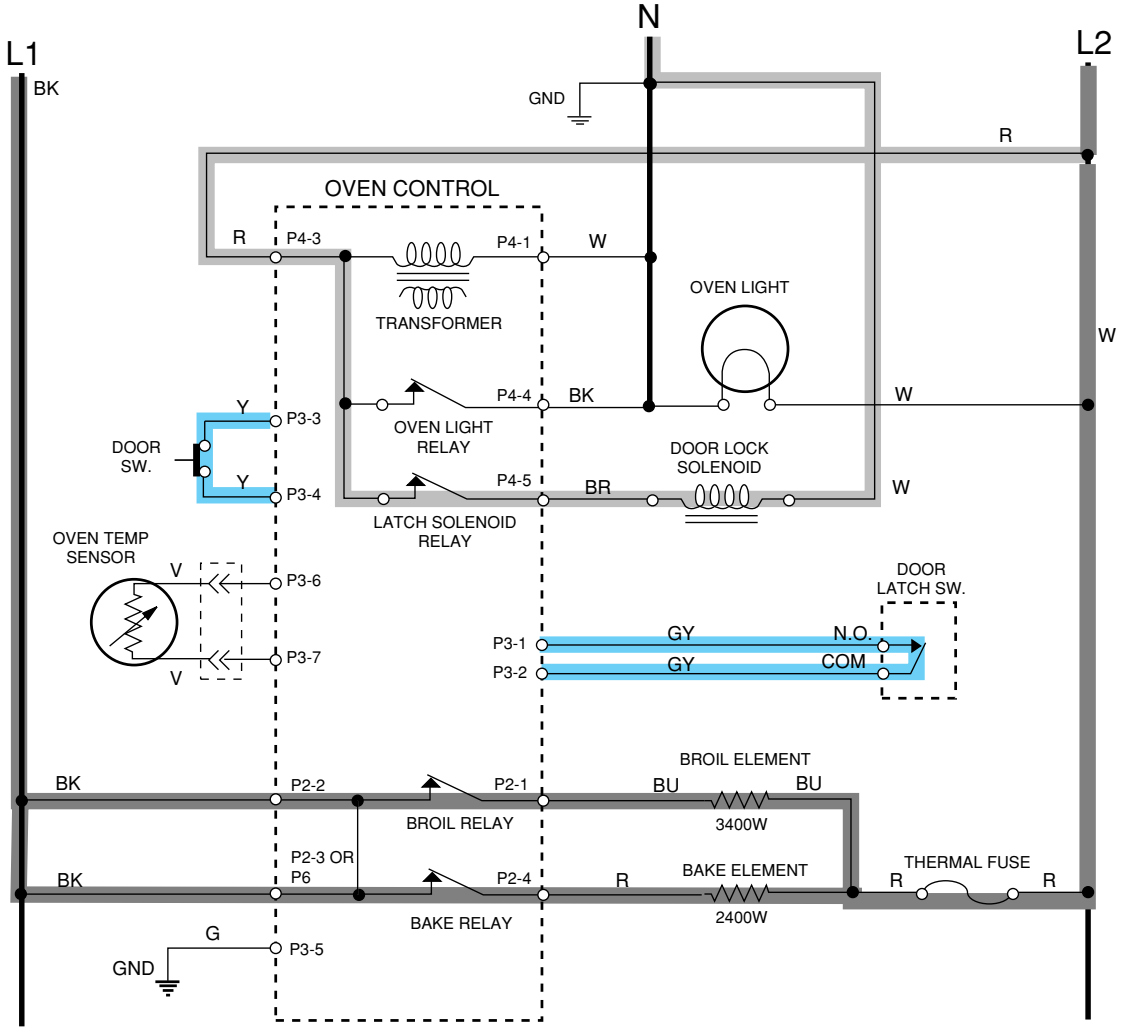 N
L1
L2
BK
GND
R
OVEN CONTROL
R
P4-3
P4-1
W
OVEN LIGHT
TRANSFORMER
W
Y
P3-3
P4-4
BK
W
OVEN LIGHT
RELAY
DOOR
SW.
DOOR LOCK
SOLENOID
Y
P3-4
P4-5
BR
W
LATCH SOLENOID
RELAY
OVEN TEMP
SENSOR
V
P3-6
DOOR
LATCH SW.
P3-1
GY
N.O.
V
P3-7
P3-2
GY
COM
BROIL ELEMENT
BK
P2-2
P2-1
BU
BU
BROIL RELAY
3400W
P2-3 OR
P6
BAKE ELEMENT
THERMAL FUSE
BK
P2-4
R
R
R
BAKE RELAY
2400W
G
P3-5
GND